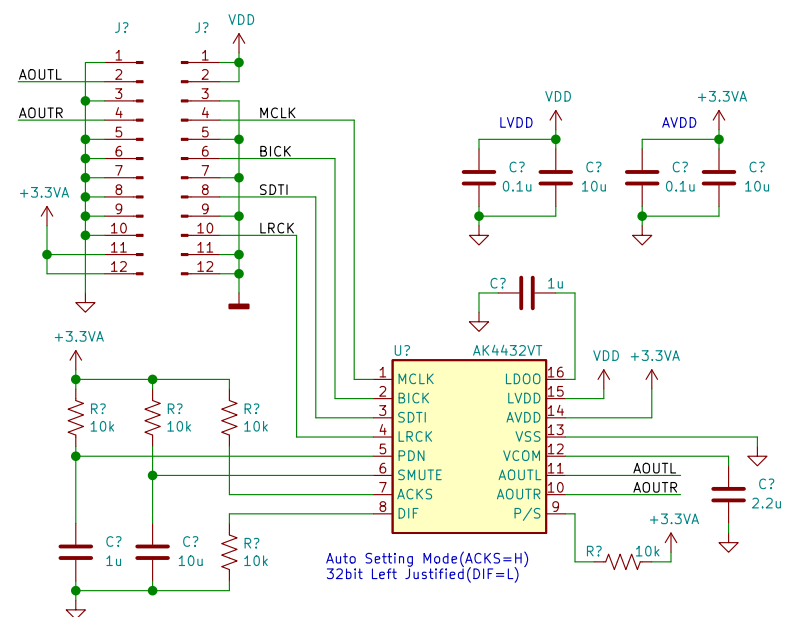 J?
J?
VDD
1
2
3
4
5
6
7
8
9
10
11
12
AOUTL
AOUTR
+3.3VA
1
2
3
4
5
6
7
8
9
10
11
12
MCLK
BICK
SDTI
LRCK
VDD
LVDD
C?
0.1u
C?
10u
+3.3VA
AVDD
C?
0.1u
C?
10u
C?
1u
+3.3VA
R?
10k
R?
10k
R?
10k
C?
1u
C?
10u
R?
10k
U?
AK4432VT
1 MCLK
2 BICK
3 SDTI
4 LRCK
5 PDN
6 SMUTE
7 ACKS
8 DIF
LDOO 16
LVDD 15
AVDD 14
VSS 13
VCOM 12
AOUTL 11
AOUTR 10
P/S 9
VDD
+3.3VA
AOUTL
AOUTR
C?
2.2u
+3.3VA
R?
10k
Auto Setting Mode(ACKS=H)
32bit Left Justified(DIF=L)